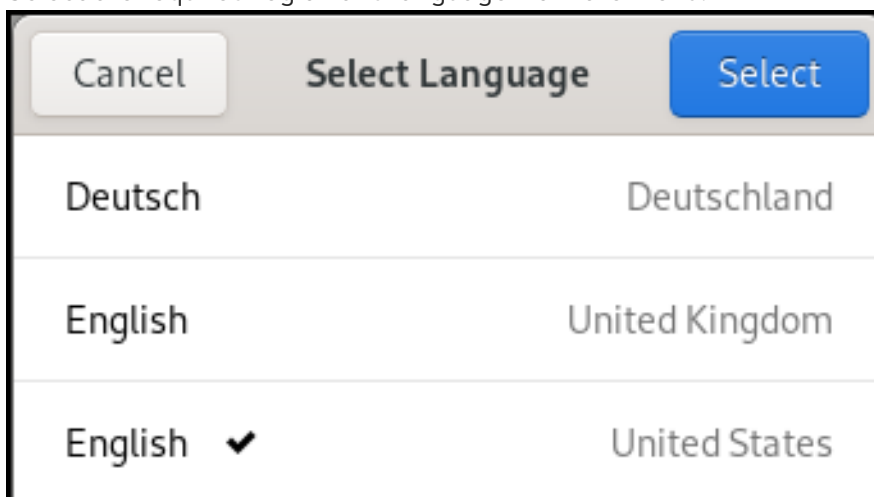 Cancel Select Language Select
Deutsch Deutschland
English United Kingdom
English ✔ United States